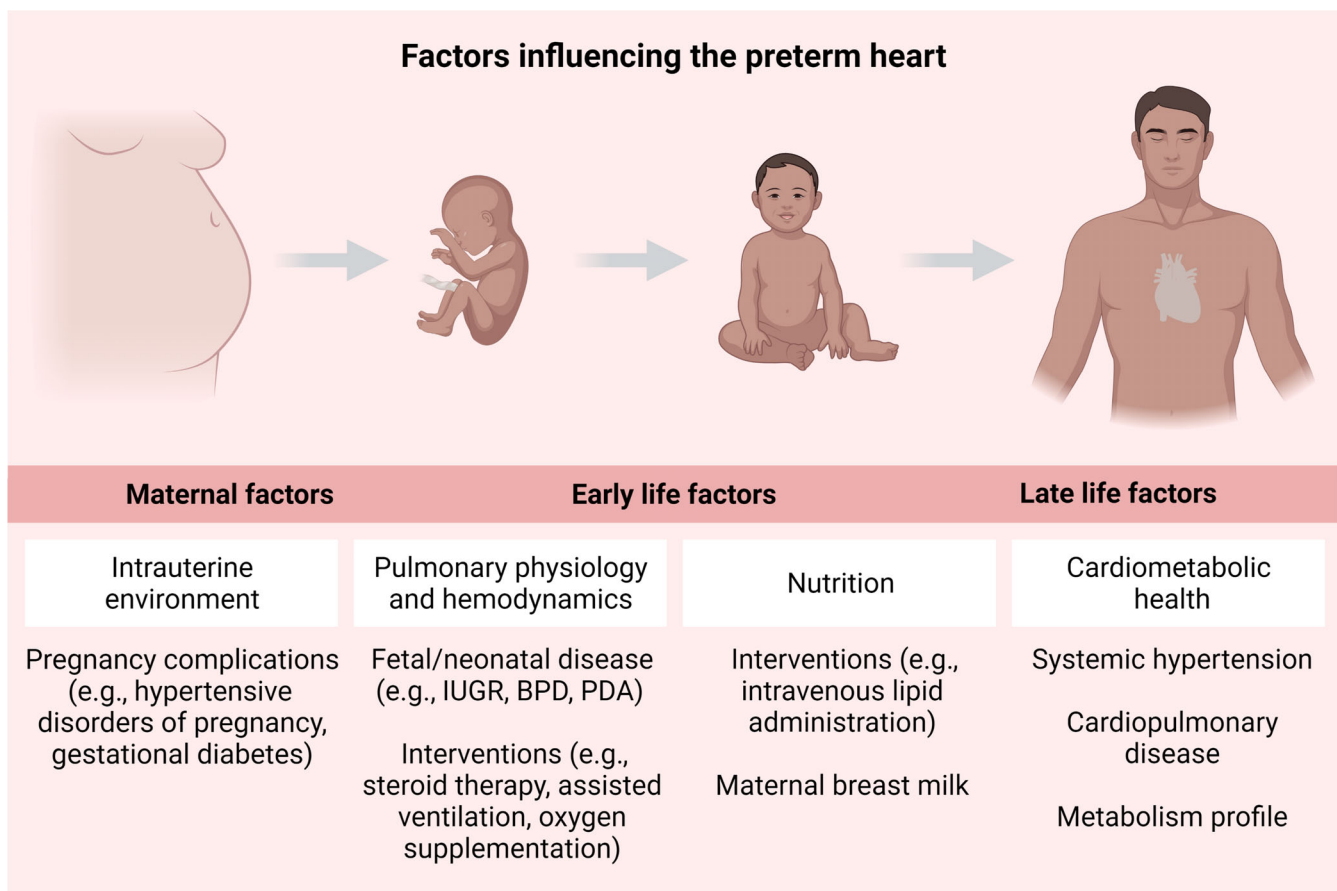 Factors influencing the preterm heart
Maternal factors
Early life factors
Late life factors
Intrauterine
environment
Pregnancy complications
(e.g., hypertensive
disorders of pregnancy,
gestational diabetes)
Pulmonary physiology
and hemodynamics
Fetal/neonatal disease
(e.g., IUGR, BPD, PDA)
Interventions (e.g.,
steroid therapy, assisted
ventilation, oxygen
supplementation)
Nutrition
Interventions (e.g.,
intravenous lipid
administration)
Maternal breast milk
Cardiometabolic
health
Systemic hypertension
Cardiopulmonary
disease
Metabolism profile